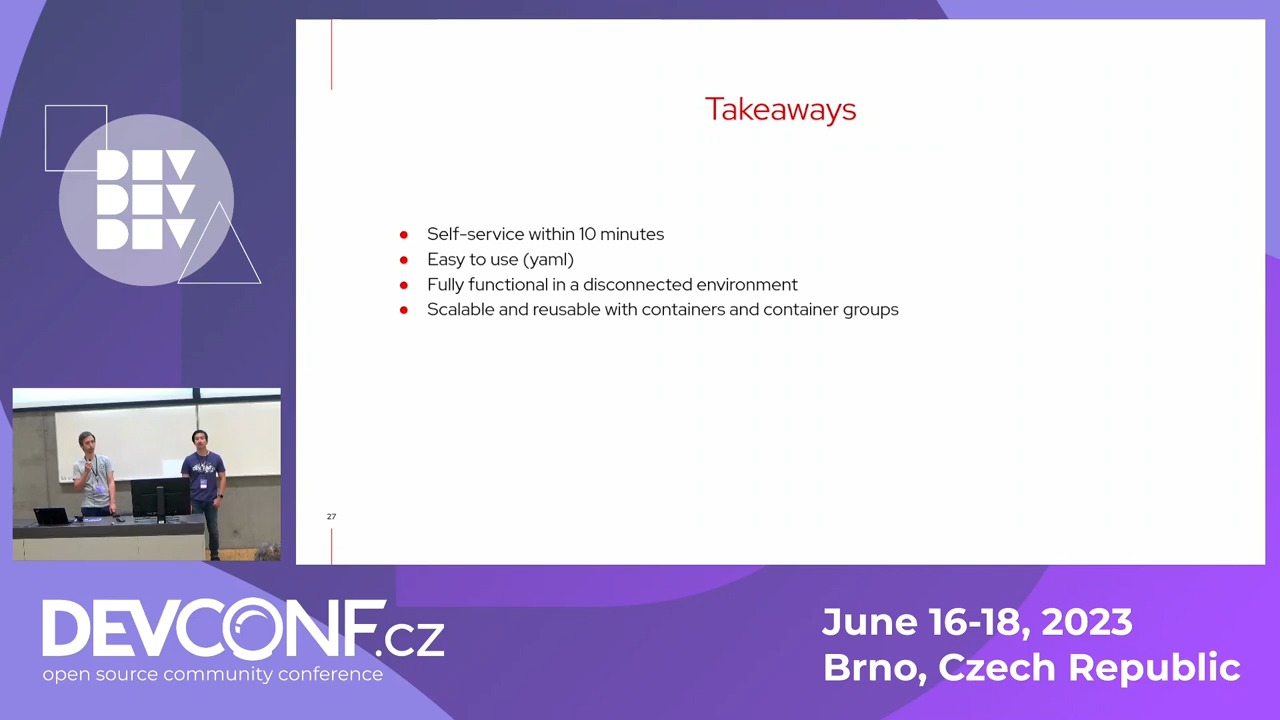 DEV
DEV
DEV
Takeaways
Self-service within 10 minutes
Easy to use (yaml)
Fully functional in a disconnected environment
Scalable and reusable with containers and container groups
27
DEVCONF.cz
open source community conference
June 16-18, 2023
Brno, Czech Republic